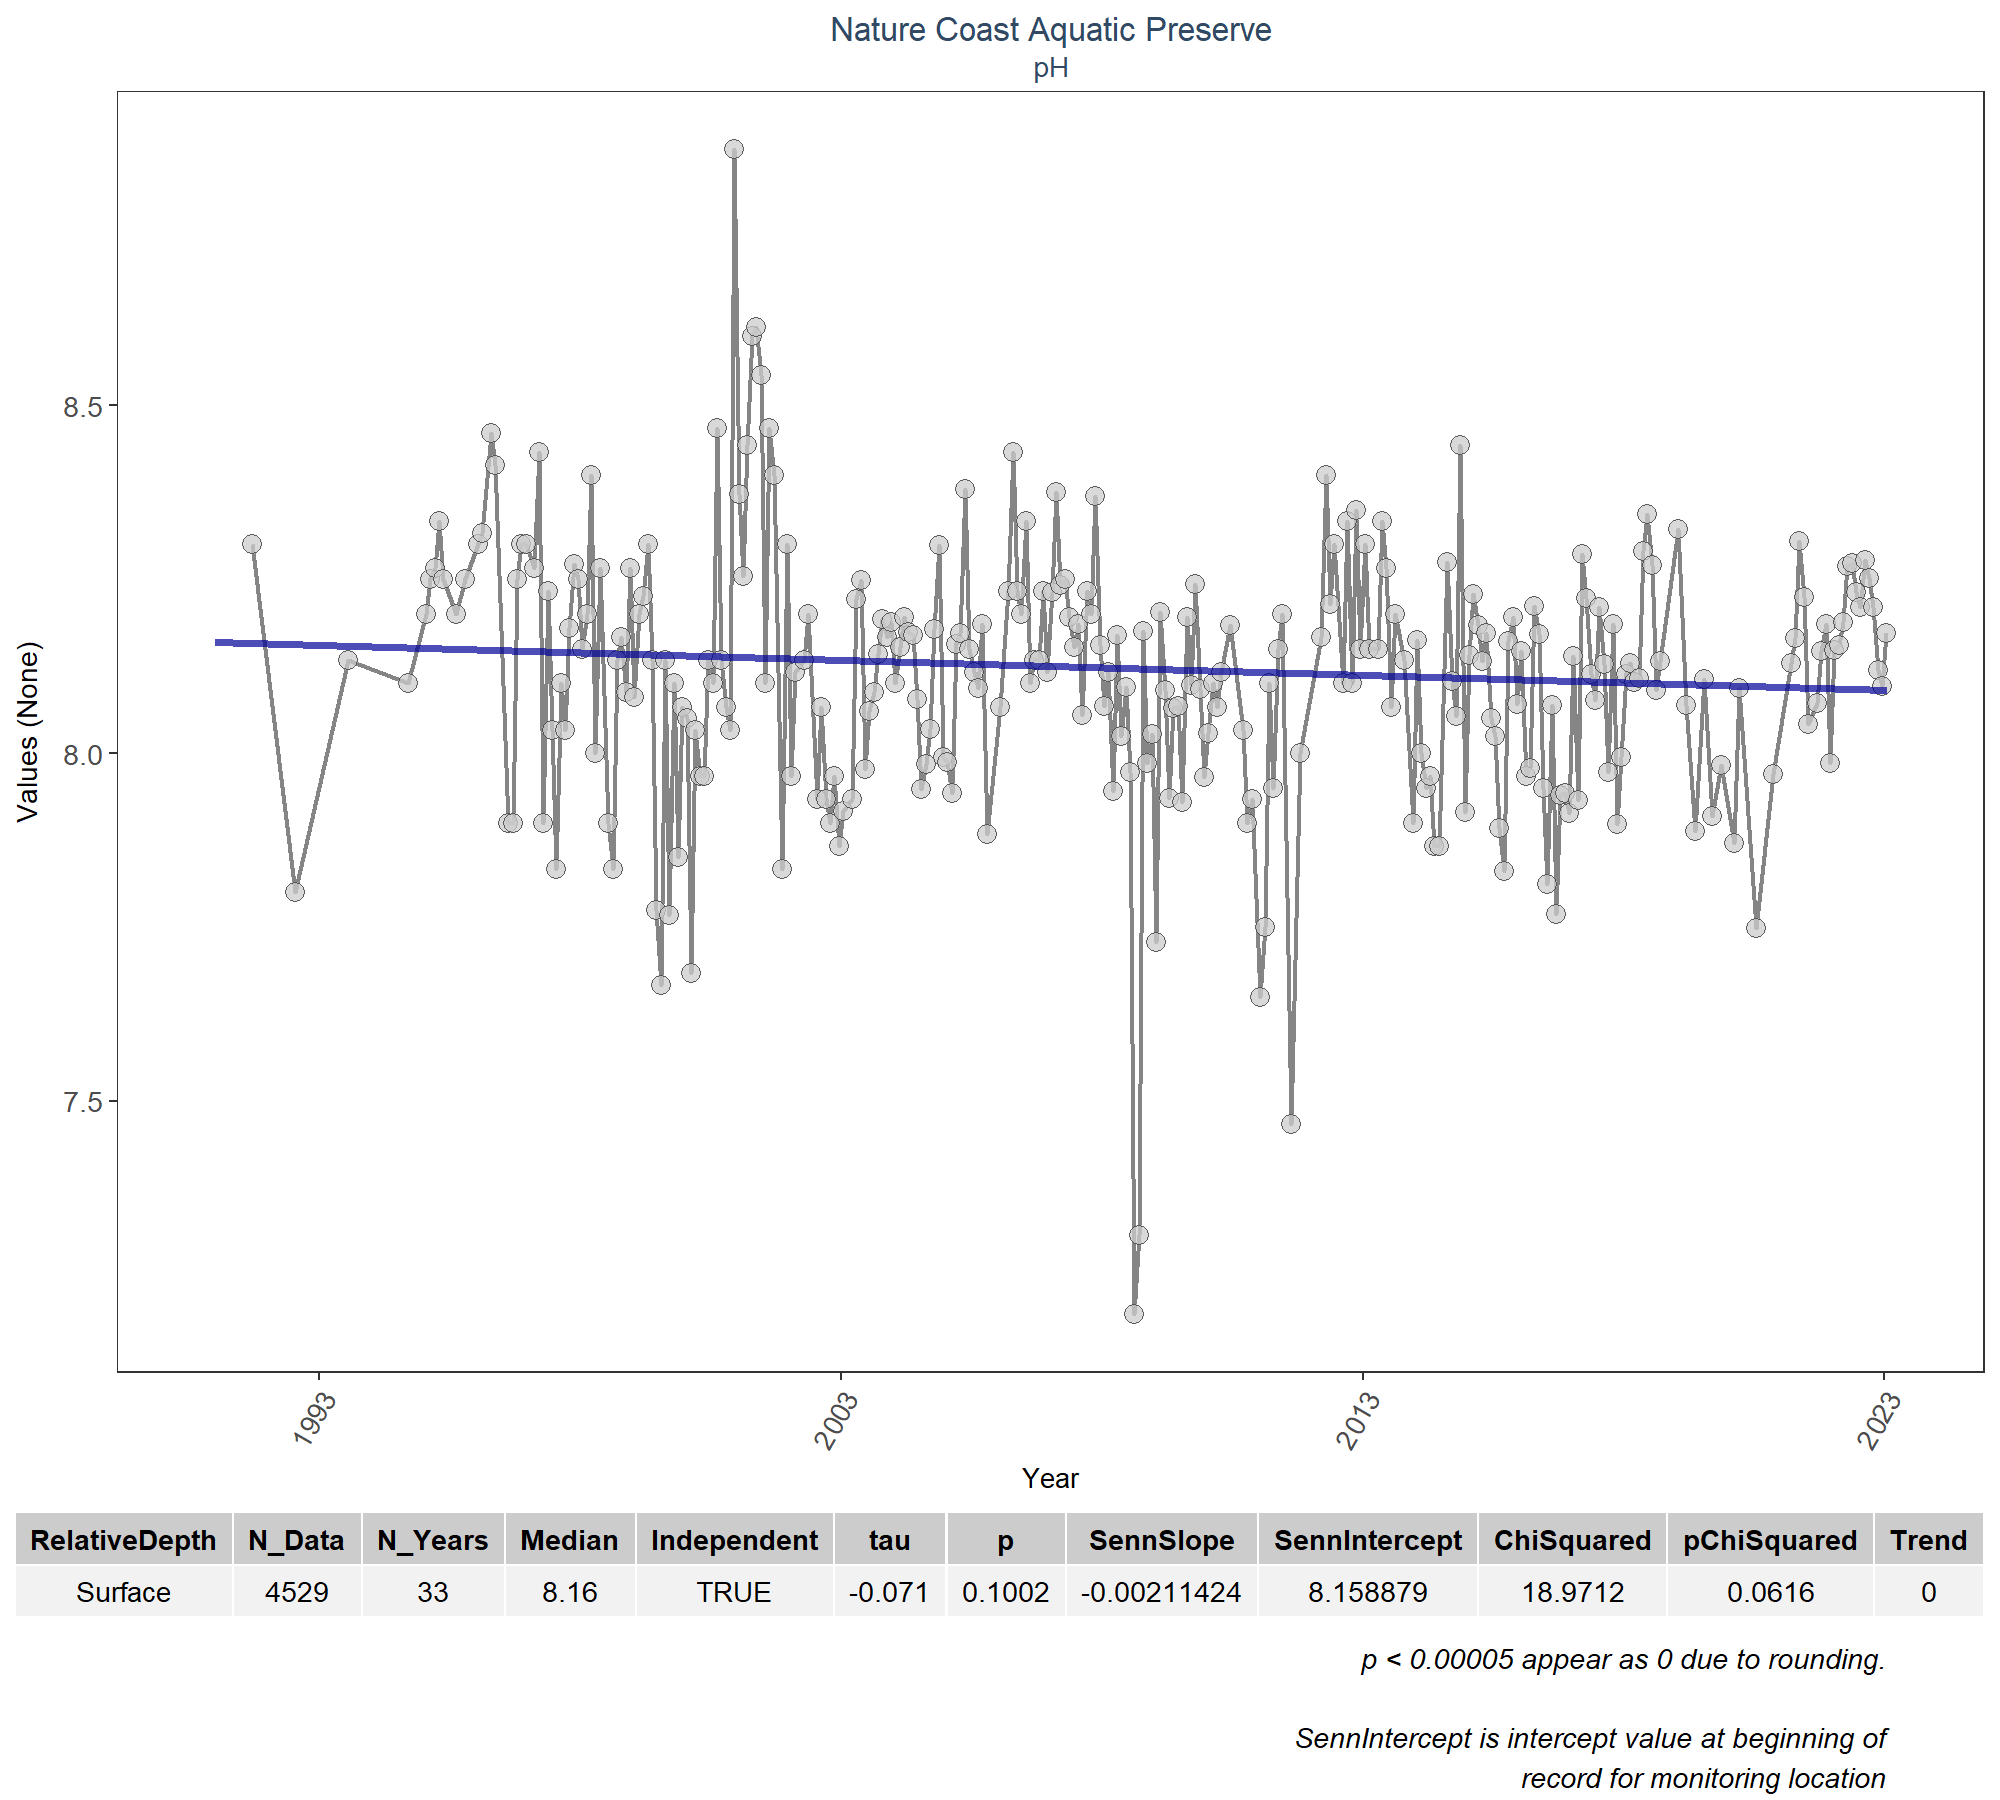 Nature Coast Aquatic Preserve
pH
Values (None)
8.5
8.0
7.5
1993
2003
2013
2023
Year
RelativeDepth N_Data N_Years Median Independent tau p SennSlope SennIntercept ChiSquared pChiSquared Trend
Surface 4529 33 8.16 TRUE -0.071 0.1002 -0.00211424 8.158879 18.9712 0.0616 0
p < 0.00005 appear as 0 due to rounding.
SennIntercept is intercept value at beginning of
record for monitoring location